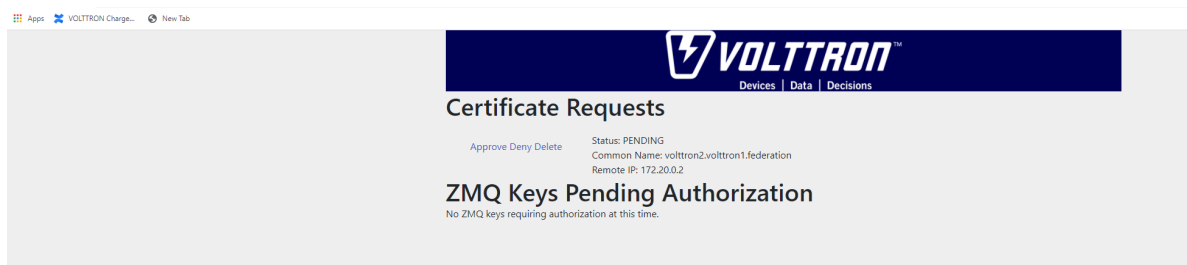 Apps VOLTTRON Charge... New Tab
VOLTTRON™
Devices | Data | Decisions
Certificate Requests
Approve Deny Delete
Status: PENDING
Common Name: volttron2.volttron1.federation
Remote IP: 172.20.0.2
ZMQ Keys Pending Authorization
No ZMQ keys requiring authorization at this time.